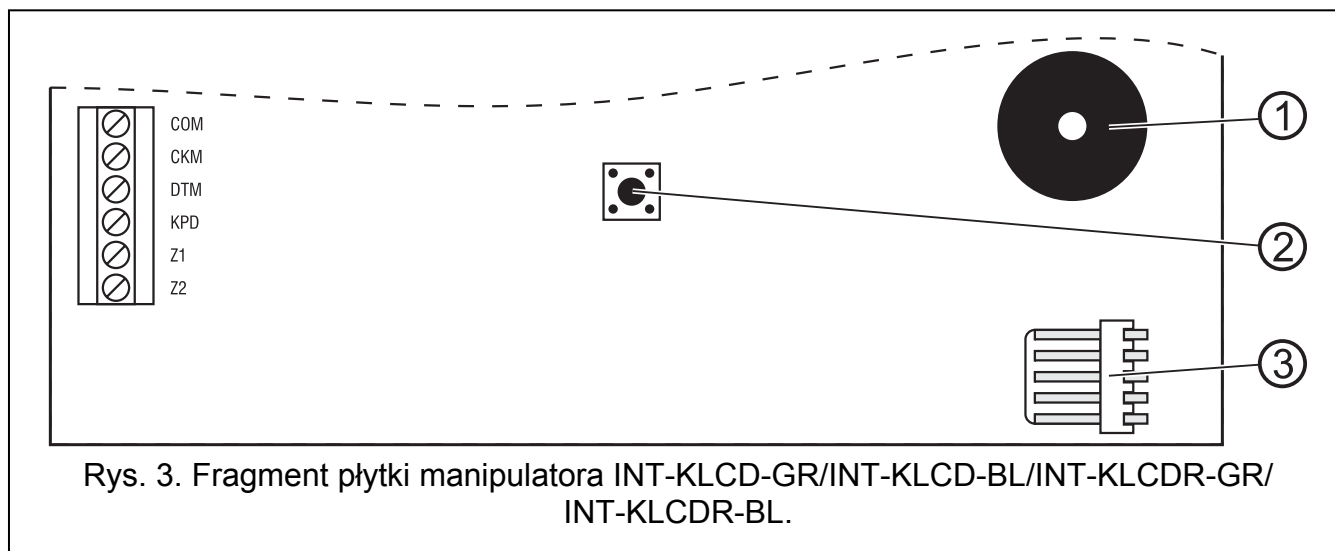 COM
CKM
DTM
KPD
Z1
Z2
1
2
3
Rys. 3. Fragment płytki manipulatora INT-KLCD-GR/INT-KLCD-BL/INT-KLCDR-GR/
INT-KLCDR-BL.